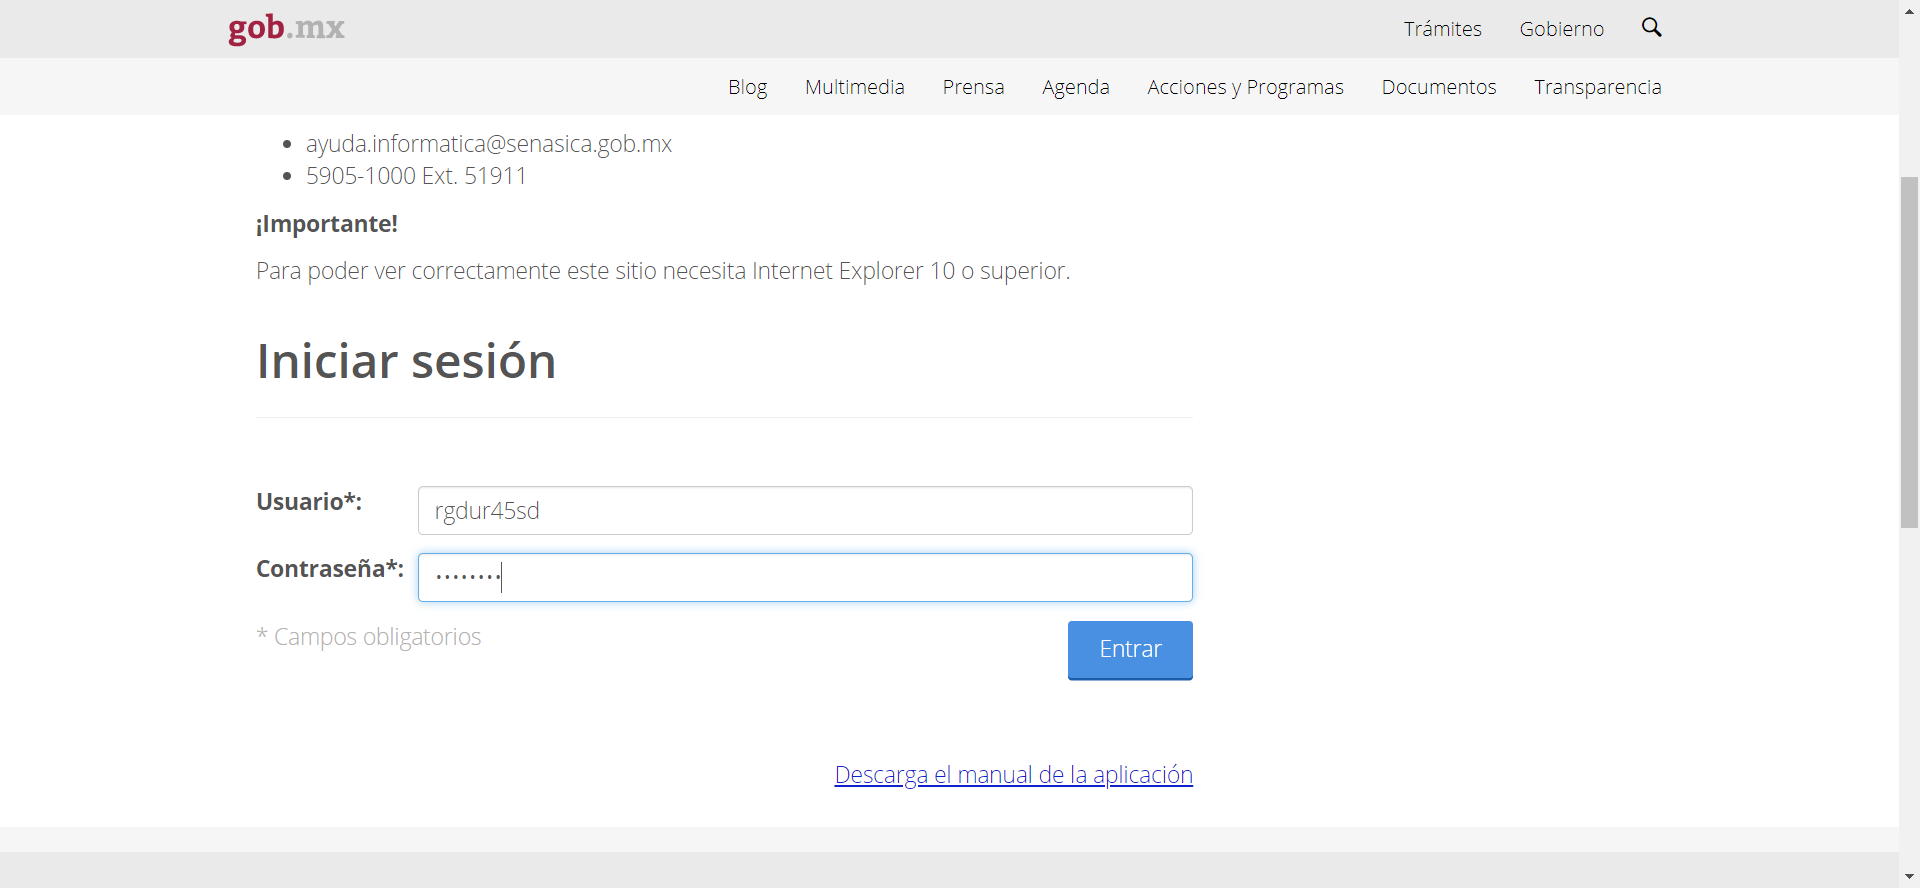 gob.mx
Trámites Gobierno
Blog Multimedia Prensa Agenda Acciones y Programas Documentos Transparencia
ayuda.informatica@senasica.gob.mx
5905-1000 Ext. 51911
¡Importante!
Para poder ver correctamente este sitio necesita Internet Explorer 10 o superior.
Iniciar sesión
Usuario*: rgdur45sd
Contraseña*: ········
* Campos obligatorios
Entrar
Descarga el manual de la aplicación